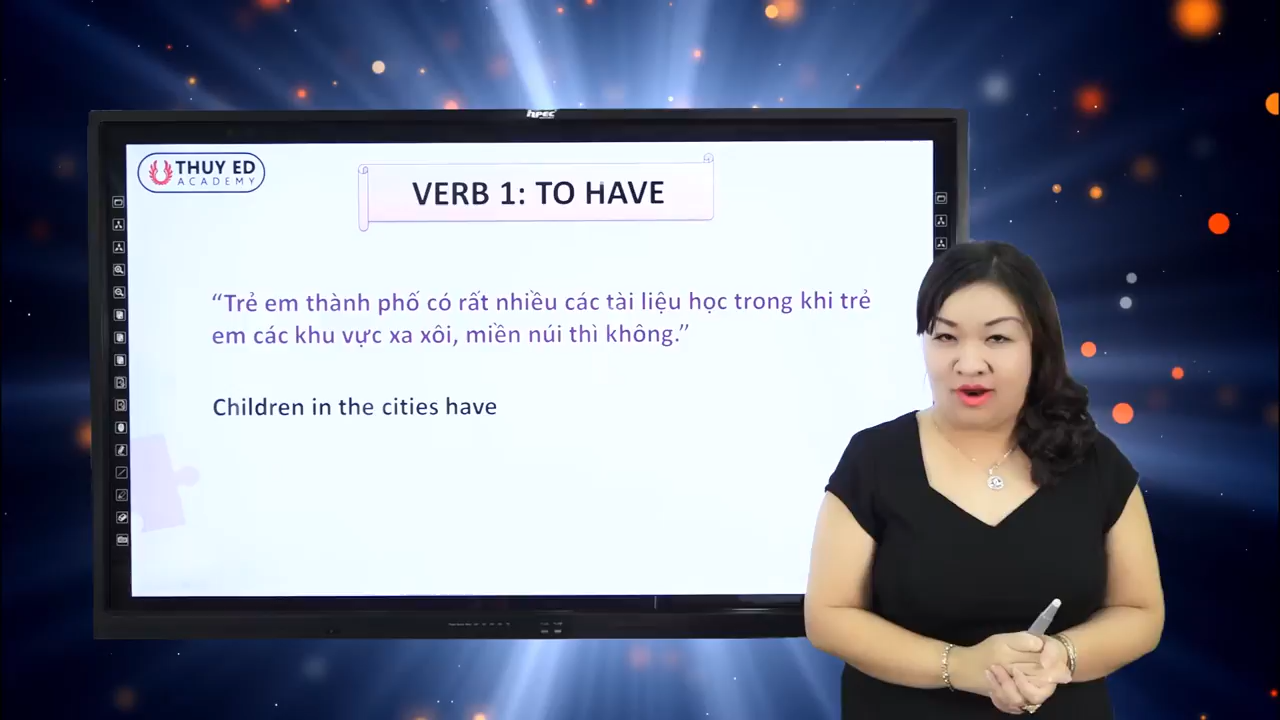 hPEC
THUY ED
ACADEMY
VERB 1: TO HAVE
“Trẻ em thành phố có rất nhiều các tài liệu học trong khi trẻ
em các khu vực xa xôi, miền núi thì không.”
Children in the cities have